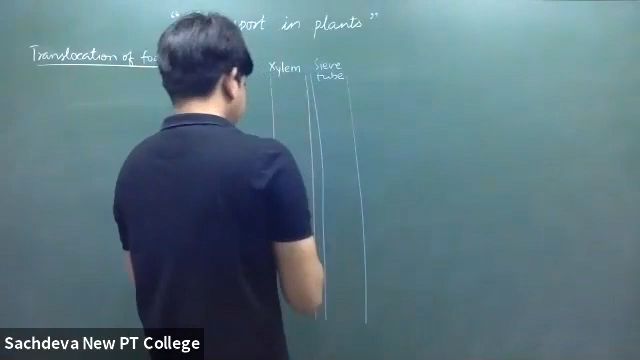 " port in plants "
Translocation of fo
Xylem
Sieve
tube
Sachdeva New PT College